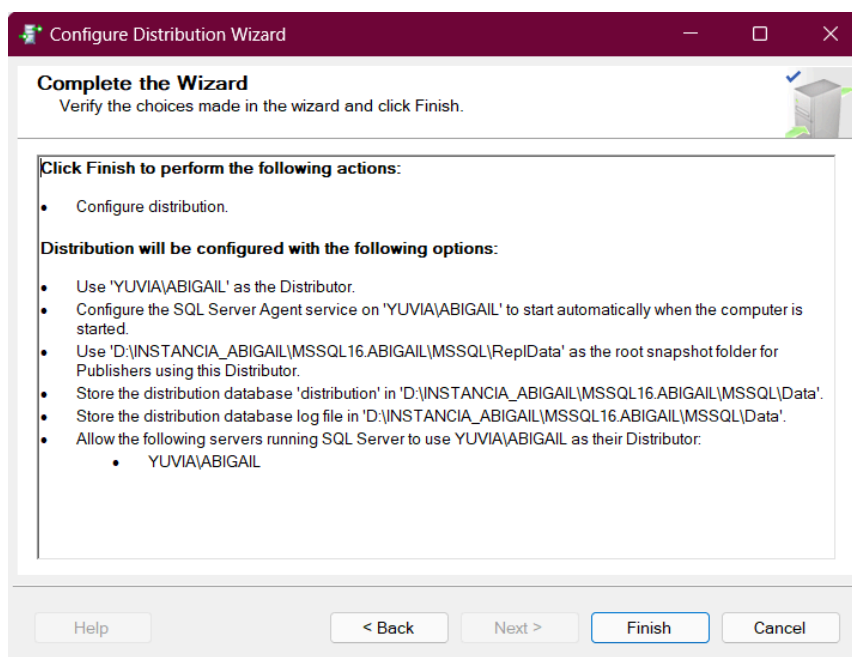 Configure Distribution Wizard
Complete the Wizard
Verify the choices made in the wizard and click Finish.
Click Finish to perform the following actions:
• Configure distribution.
Distribution will be configured with the following options:
• Use 'YUVIA\ABIGAIL' as the Distributor.
• Configure the SQL Server Agent service on 'YUVIA\ABIGAIL' to start automatically when the computer is
started.
• Use 'D:\INSTANCIA_ABIGAIL\MSSQL16.ABIGAIL\MSSQL\ReplData' as the root snapshot folder for
Publishers using this Distributor.
• Store the distribution database 'distribution' in 'D:\INSTANCIA_ABIGAIL\MSSQL16.ABIGAIL\MSSQL\Data'.
• Store the distribution database log file in 'D:\INSTANCIA_ABIGAIL\MSSQL16.ABIGAIL\MSSQL\Data'.
• Allow the following servers running SQL Server to use YUVIA\ABIGAIL as their Distributor:
• YUVIA\ABIGAIL
Help < Back Next > Finish Cancel